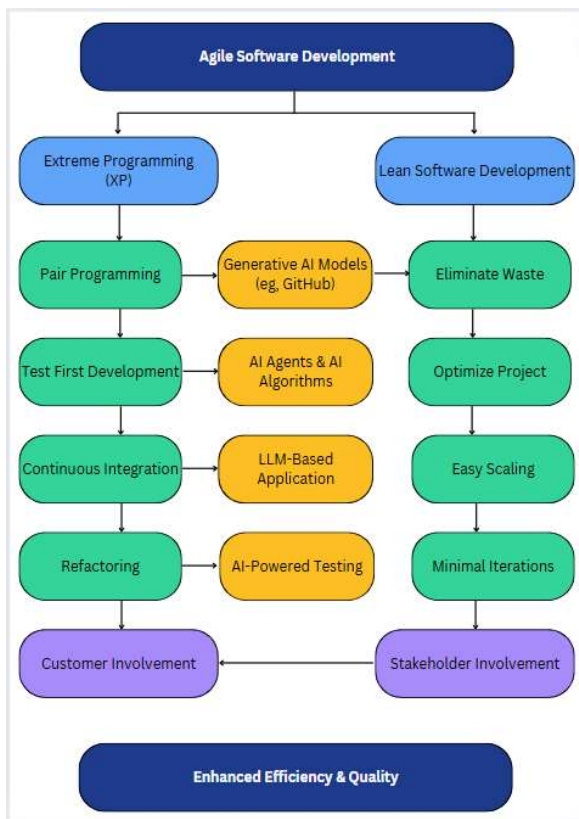 Agile Software Development
Extreme Programming
(XP)
Lean Software Development
Pair Programming
Generative AI Models
(eg, GitHub)
Eliminate Waste
Test First Development
AI Agents & AI
Algorithms
Optimize Project
Continuous Integration
LLM-Based
Application
Easy Scaling
Refactoring
AI-Powered Testing
Minimal Iterations
Customer Involvement
Stakeholder Involvement
Enhanced Efficiency & Quality